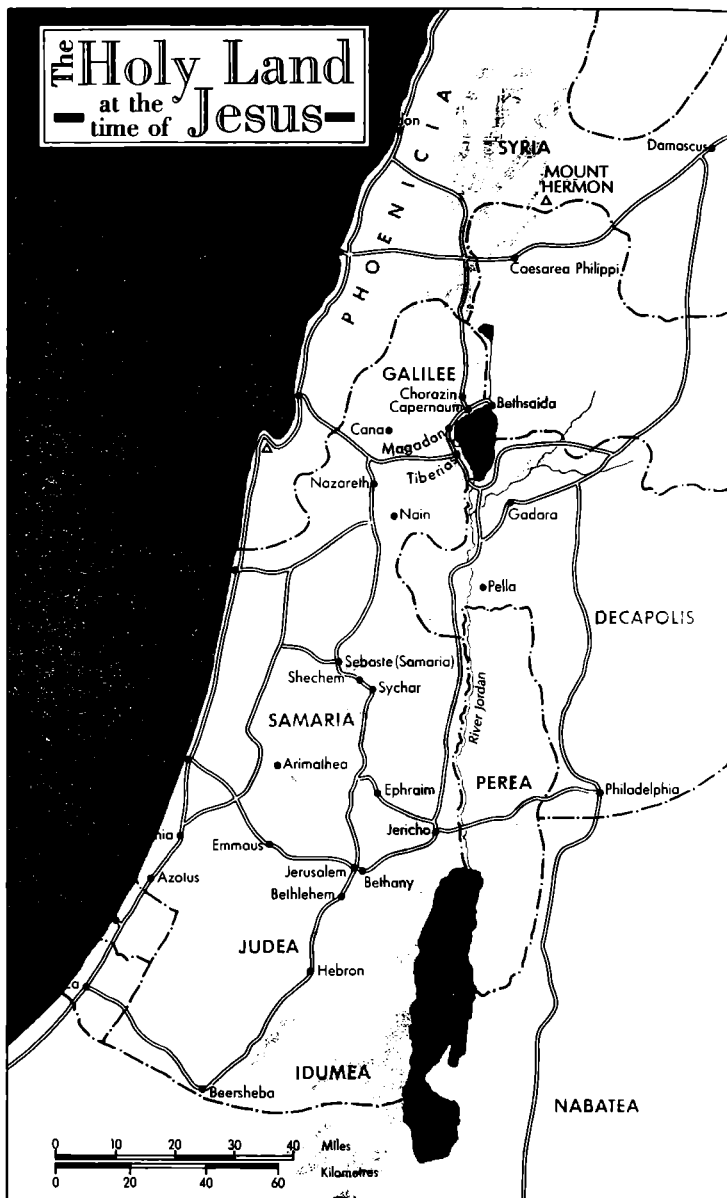 The Holy Land
at the
time of Jesus
PHOENICIA
SYRIA
Damascus
MOUNT
HERMON
Caesarea Philippi
GALILEE
Chorazin
Capernaum
Bethsaida
Cana
Magadan
Tiberia
Nazareth
Nain
Gadara
Pella
DECAPOLIS
Sebaste (Samaria)
Shechem
Sychar
SAMARIA
River Jordan
Arimathea
Ephraim
PEREA
Philadelphia
Jericho
Emmaus
Jerusalem
Bethany
Azotus
Bethlehem
JUDEA
Hebron
IDUMEA
Beersheba
NABATEA
0 10 20 30 40 Miles
0 20 40 60 Kilometres